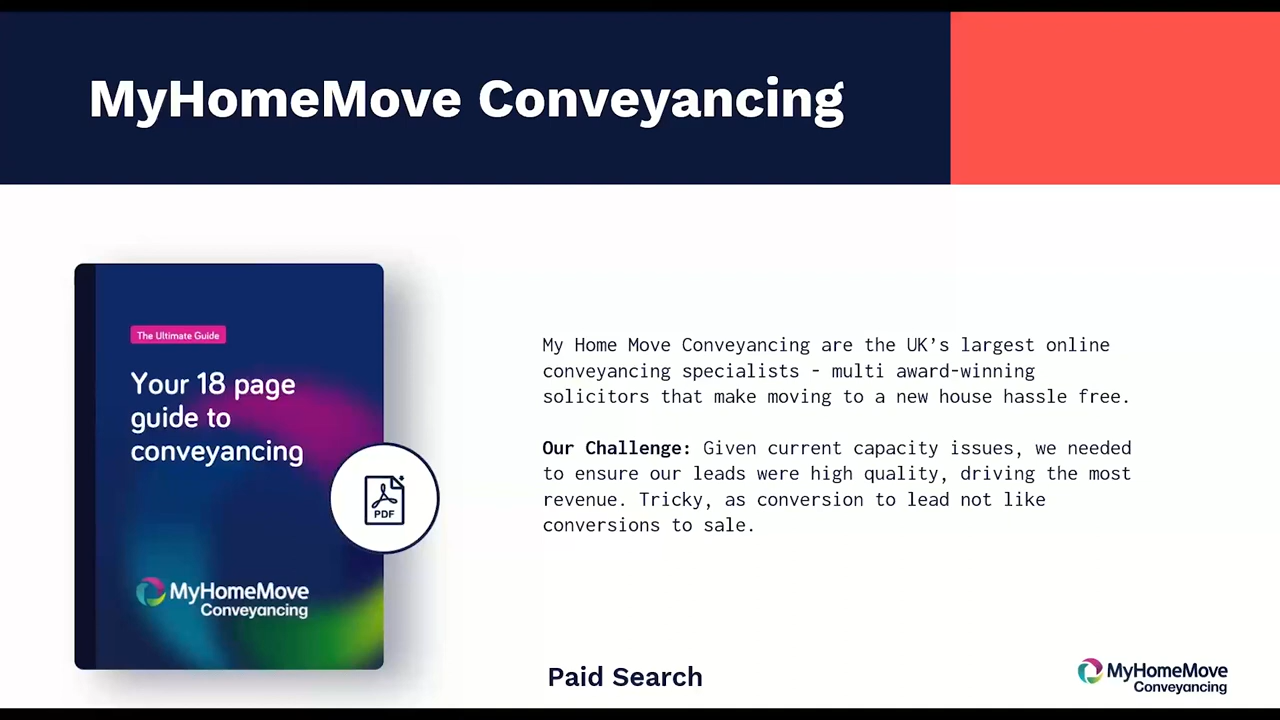 MyHomeMove Conveyancing
The Ultimate Guide
Your 18 page
guide to
conveyancing
PDF
MyHomeMove
Conveyancing
My Home Move Conveyancing are the UK’s largest online
conveyancing specialists - multi award-winning
solicitors that make moving to a new house hassle free.
Our Challenge: Given current capacity issues, we needed
to ensure our leads were high quality, driving the most
revenue. Tricky, as conversion to lead not like
conversions to sale.
Paid Search
MyHomeMove
Conveyancing